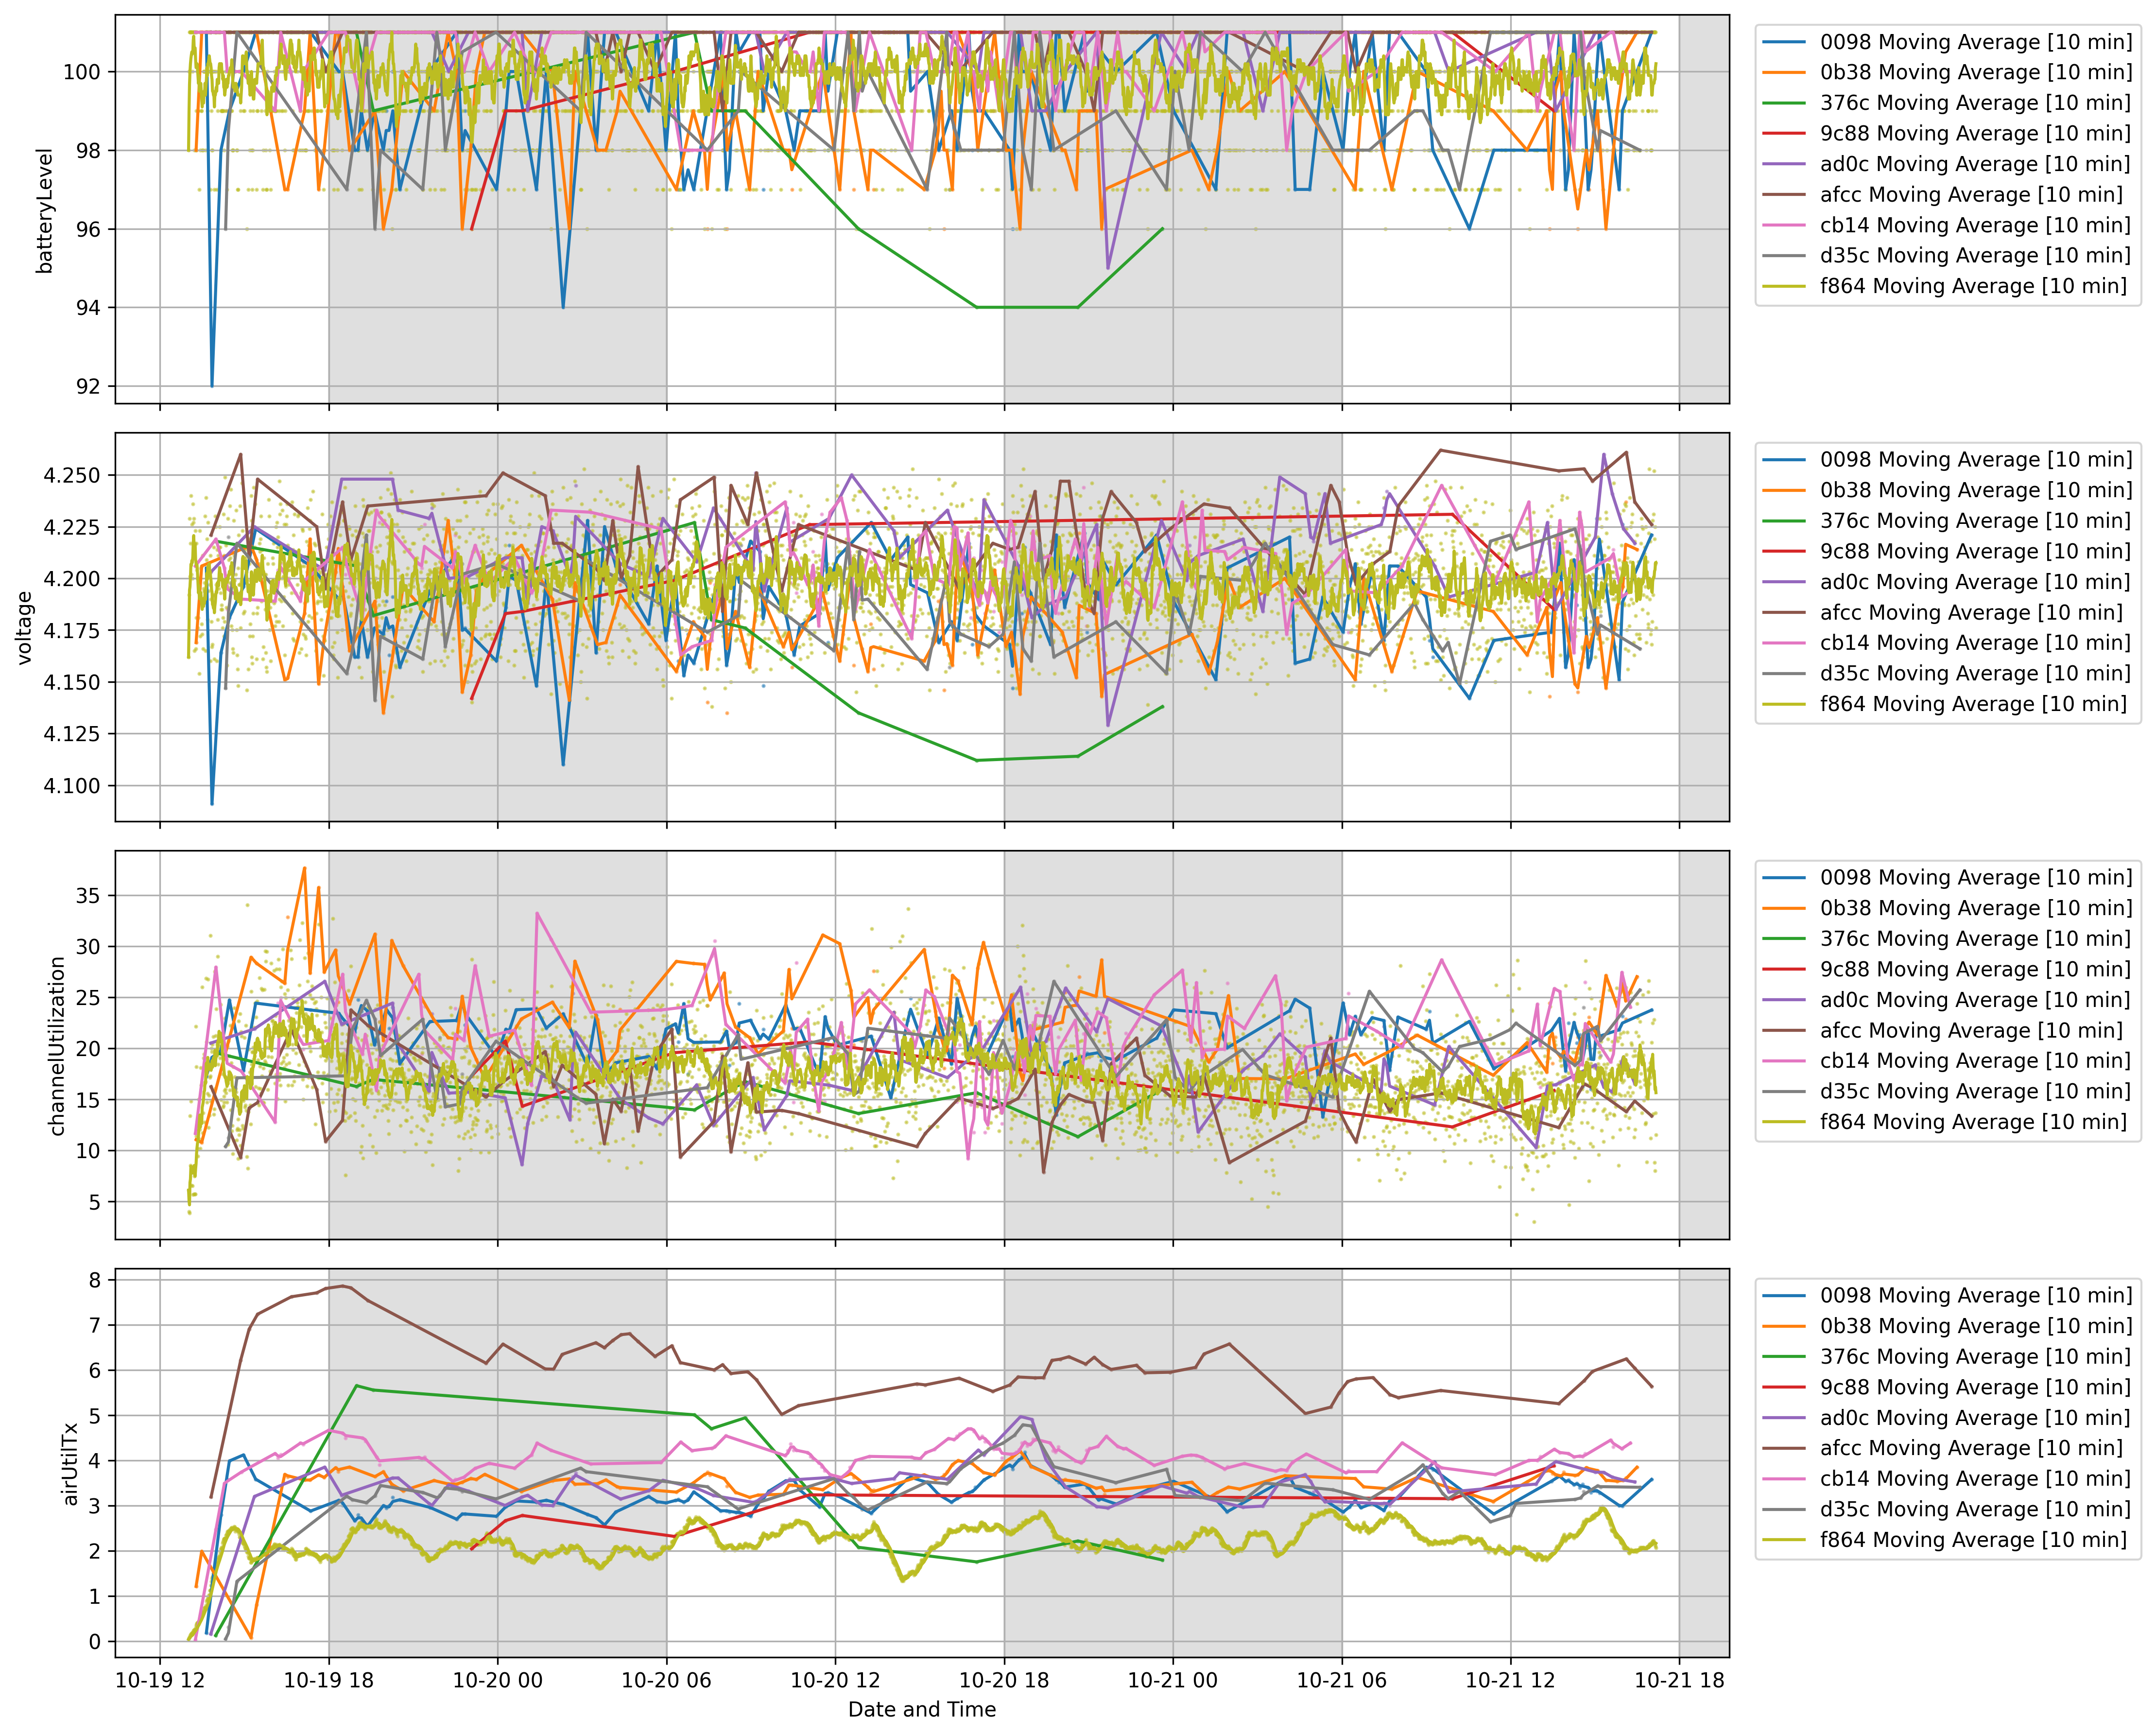 100
98
96
94
92
batteryLevel
0098 Moving Average [10 min]
0b38 Moving Average [10 min]
376c Moving Average [10 min]
9c88 Moving Average [10 min]
ad0c Moving Average [10 min]
afcc Moving Average [10 min]
cb14 Moving Average [10 min]
d35c Moving Average [10 min]
f864 Moving Average [10 min]
4.250
4.225
4.200
4.175
4.150
4.125
4.100
voltage
0098 Moving Average [10 min]
0b38 Moving Average [10 min]
376c Moving Average [10 min]
9c88 Moving Average [10 min]
ad0c Moving Average [10 min]
afcc Moving Average [10 min]
cb14 Moving Average [10 min]
d35c Moving Average [10 min]
f864 Moving Average [10 min]
35
30
25
20
15
10
5
channelUtilization
0098 Moving Average [10 min]
0b38 Moving Average [10 min]
376c Moving Average [10 min]
9c88 Moving Average [10 min]
ad0c Moving Average [10 min]
afcc Moving Average [10 min]
cb14 Moving Average [10 min]
d35c Moving Average [10 min]
f864 Moving Average [10 min]
8
7
6
5
4
3
2
1
0
airUtilTx
0098 Moving Average [10 min]
0b38 Moving Average [10 min]
376c Moving Average [10 min]
9c88 Moving Average [10 min]
ad0c Moving Average [10 min]
afcc Moving Average [10 min]
cb14 Moving Average [10 min]
d35c Moving Average [10 min]
f864 Moving Average [10 min]
10-19 12 10-19 18 10-20 00 10-20 06 10-20 12 10-20 18 10-21 00 10-21 06 10-21 12 10-21 18
Date and Time